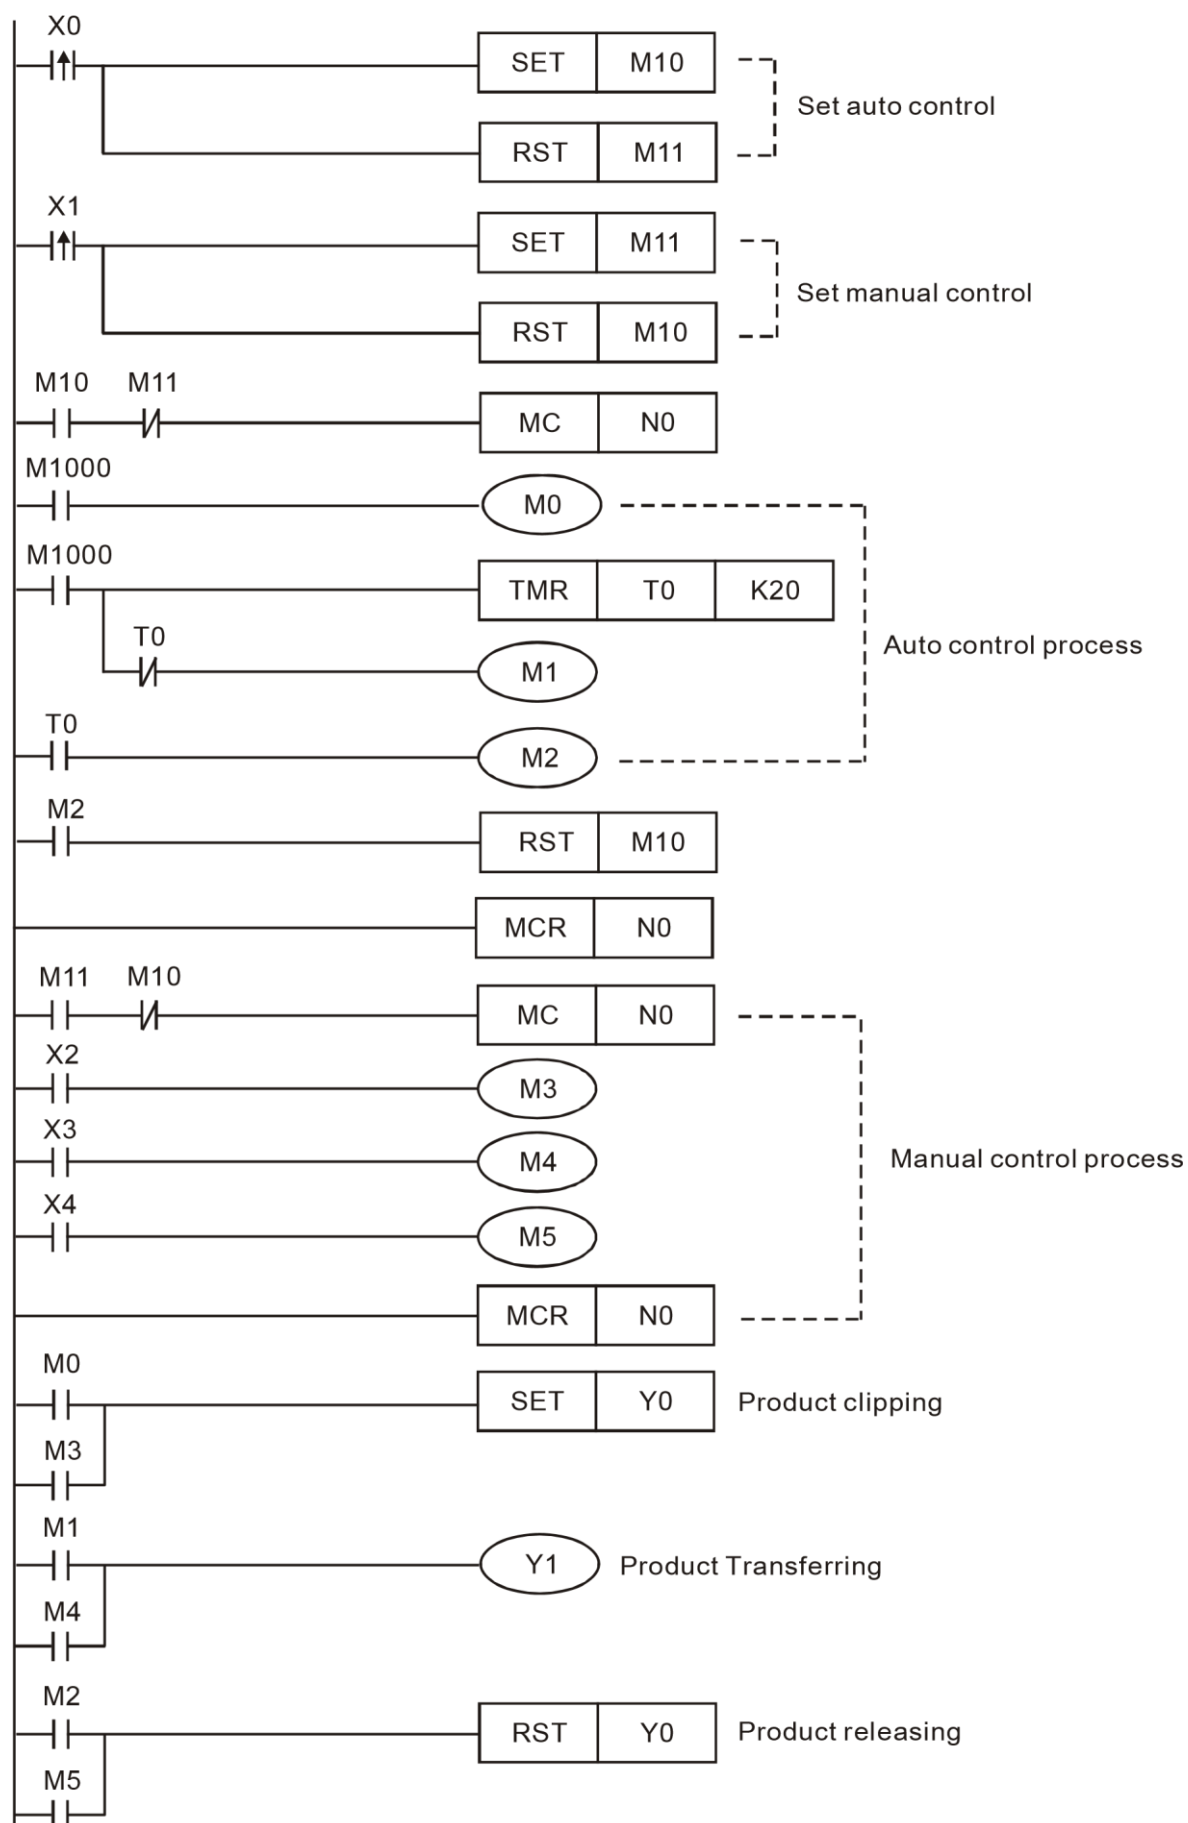 X0
SET M10
Set auto control
RST M11
X1
SET M11
Set manual control
RST M10
M10 M11
MC N0
M1000
M0
M1000
TMR T0 K20
Auto control process
T0
M1
T0
M2
M2
RST M10
MCR N0
M11 M10
MC N0
X2
M3
X3
M4
Manual control process
X4
M5
MCR N0
M0
SET Y0 Product clipping
M3
M1
Y1 Product Transferring
M4
M2
RST Y0 Product releasing
M5